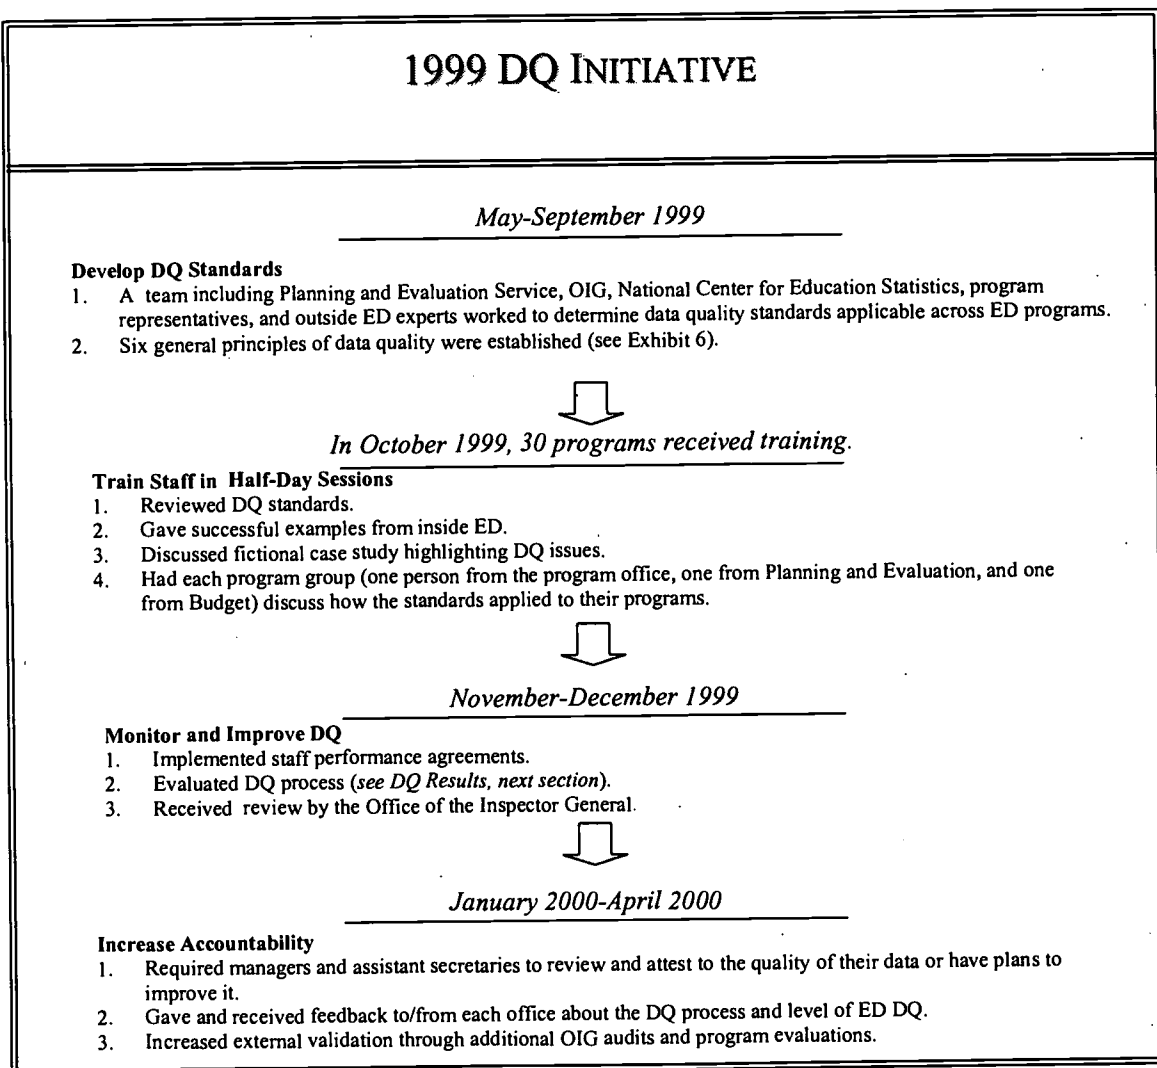 1999 DQ INITIATIVE
May-September 1999
Develop DQ Standards
1. A team including Planning and Evaluation Service, OIG, National Center for Education Statistics, program
representatives, and outside ED experts worked to determine data quality standards applicable across ED programs.
2. Six general principles of data quality were established (see Exhibit 6).
In October 1999, 30 programs received training.
Train Staff in Half-Day Sessions
1. Reviewed DQ standards.
2. Gave successful examples from inside ED.
3. Discussed fictional case study highlighting DQ issues.
4. Had each program group (one person from the program office, one from Planning and Evaluation, and one
from Budget) discuss how the standards applied to their programs.
November-December 1999
Monitor and Improve DQ
1. Implemented staff performance agreements.
2. Evaluated DQ process (see DQ Results, next section).
3. Received review by the Office of the Inspector General.
January 2000-April 2000
Increase Accountability
1. Required managers and assistant secretaries to review and attest to the quality of their data or have plans to
improve it.
2. Gave and received feedback to/from each office about the DQ process and level of ED DQ.
3. Increased external validation through additional OIG audits and program evaluations.